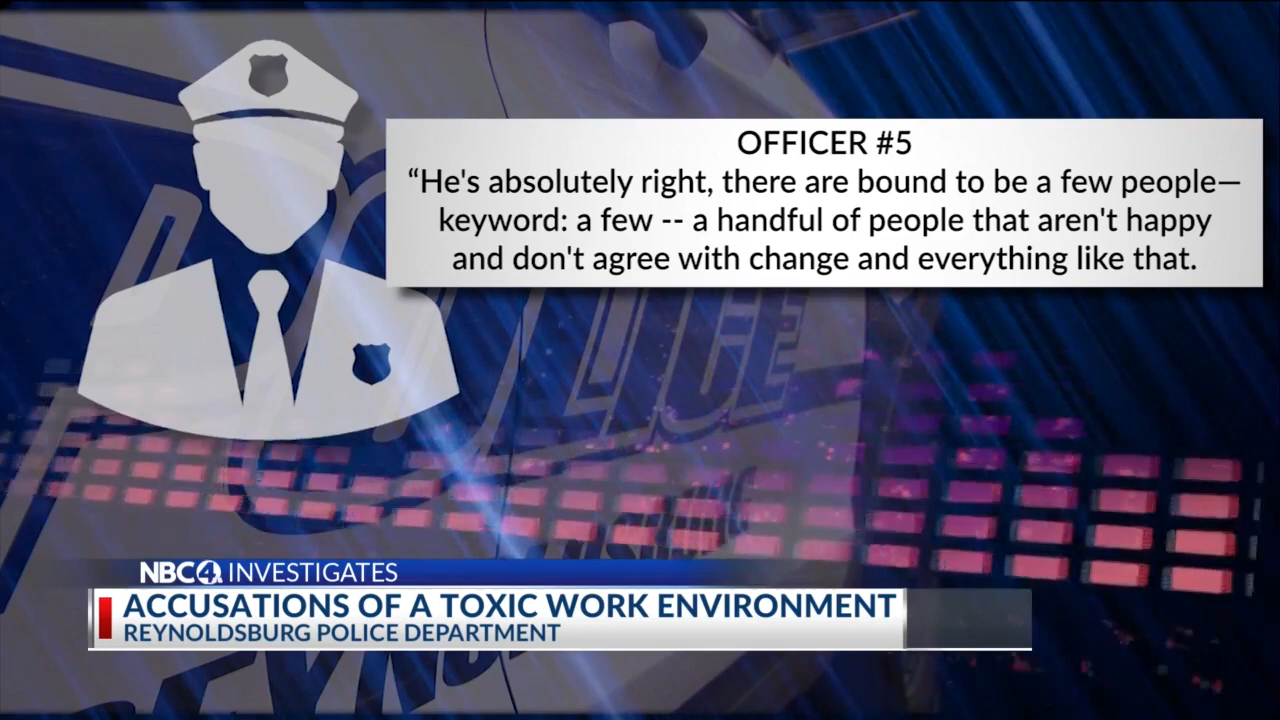 OFFICER #5
“He's absolutely right, there are bound to be a few people—
keyword: a few -- a handful of people that aren't happy
and don't agree with change and everything like that.
POLICE
NBC4 INVESTIGATES
ACCUSATIONS OF A TOXIC WORK ENVIRONMENT
REYNOLDSBURG POLICE DEPARTMENT